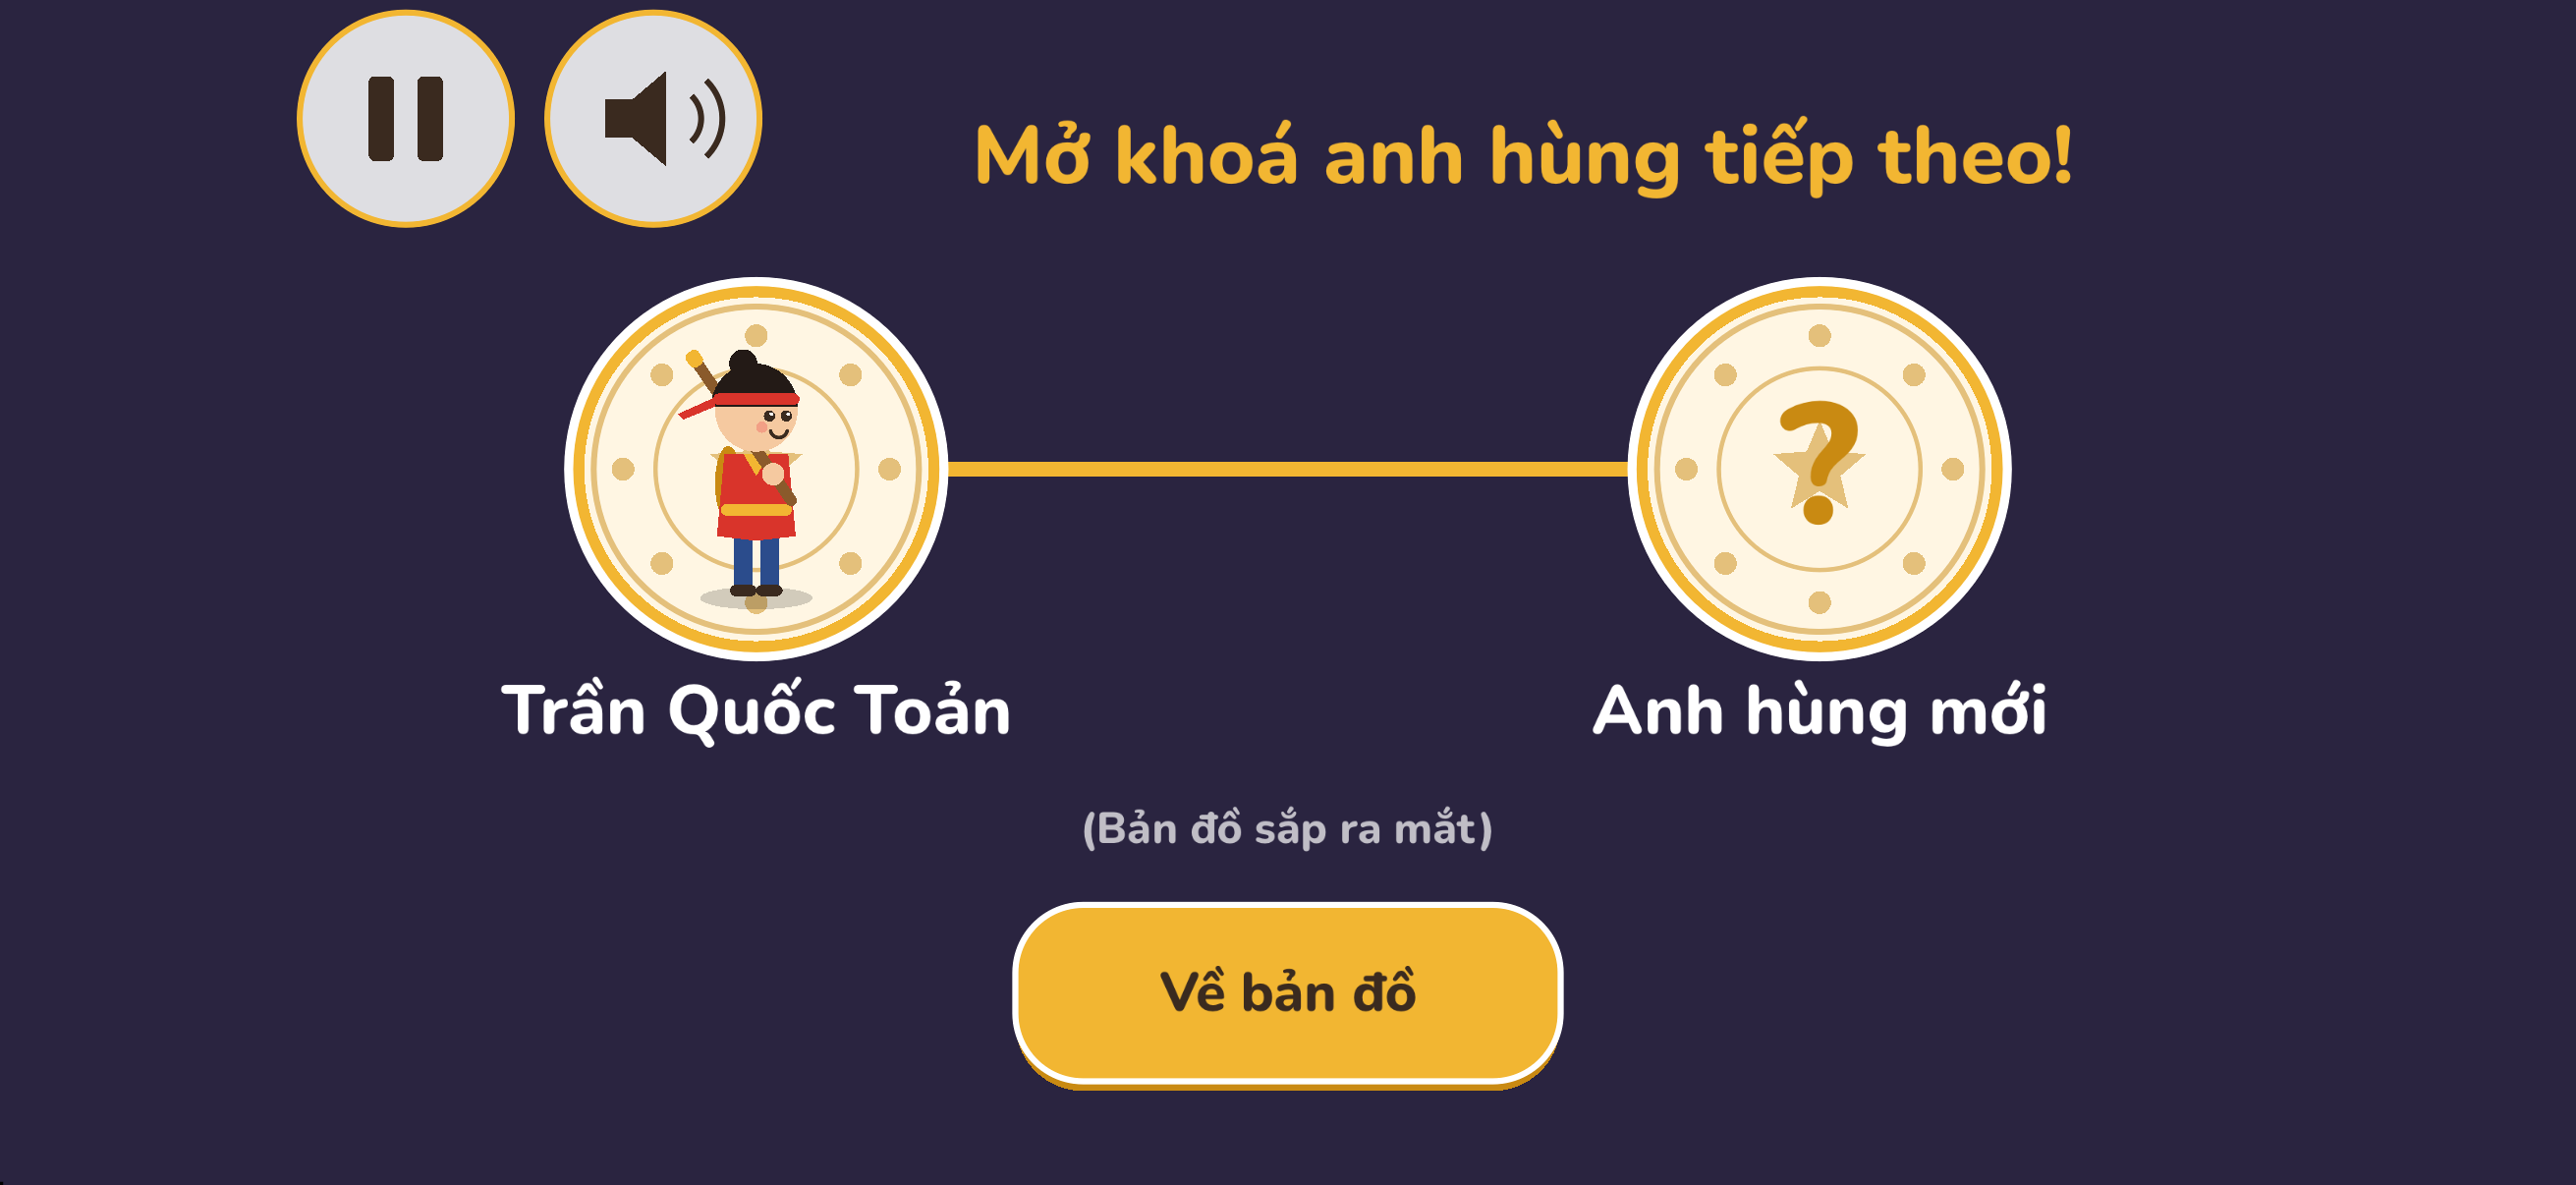 Mở khoá anh hùng tiếp theo!
?
Trần Quốc Toản
Anh hùng mới
(Bản đồ sắp ra mắt)
Về bản đồ